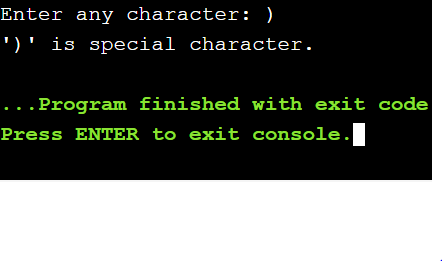 Enter any character: )
')' is special character.
...Program finished with exit code
Press ENTER to exit console.